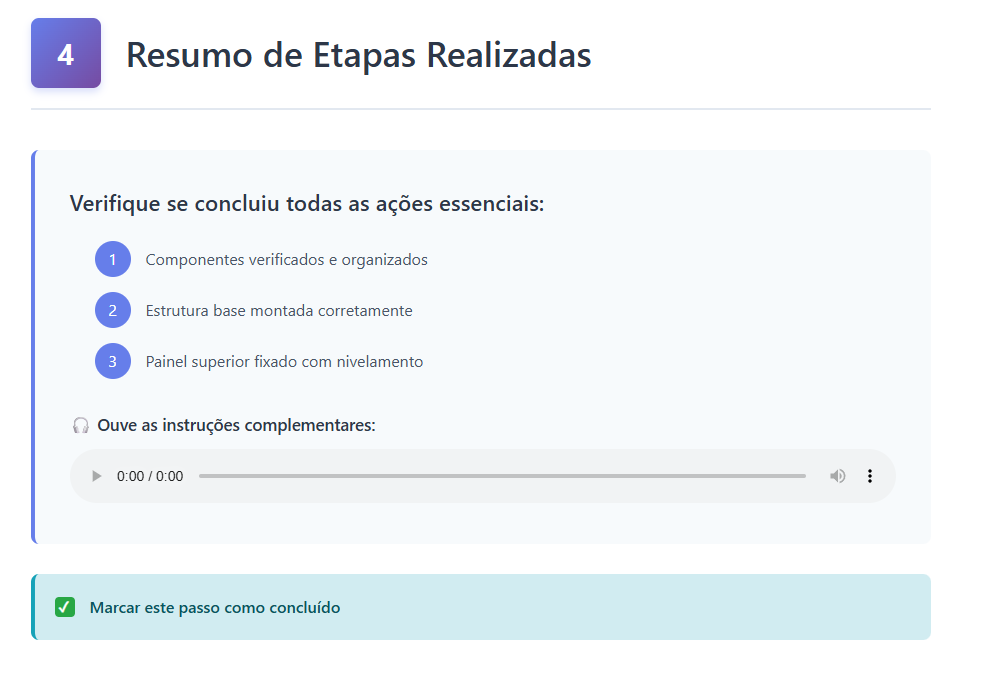 4
Resumo de Etapas Realizadas
Verifique se concluiu todas as ações essenciais:
1 Componentes verificados e organizados
2 Estrutura base montada corretamente
3 Painel superior fixado com nivelamento
🎧 Ouve as instruções complementares:
0:00 / 0:00
✅ Marcar este passo como concluído